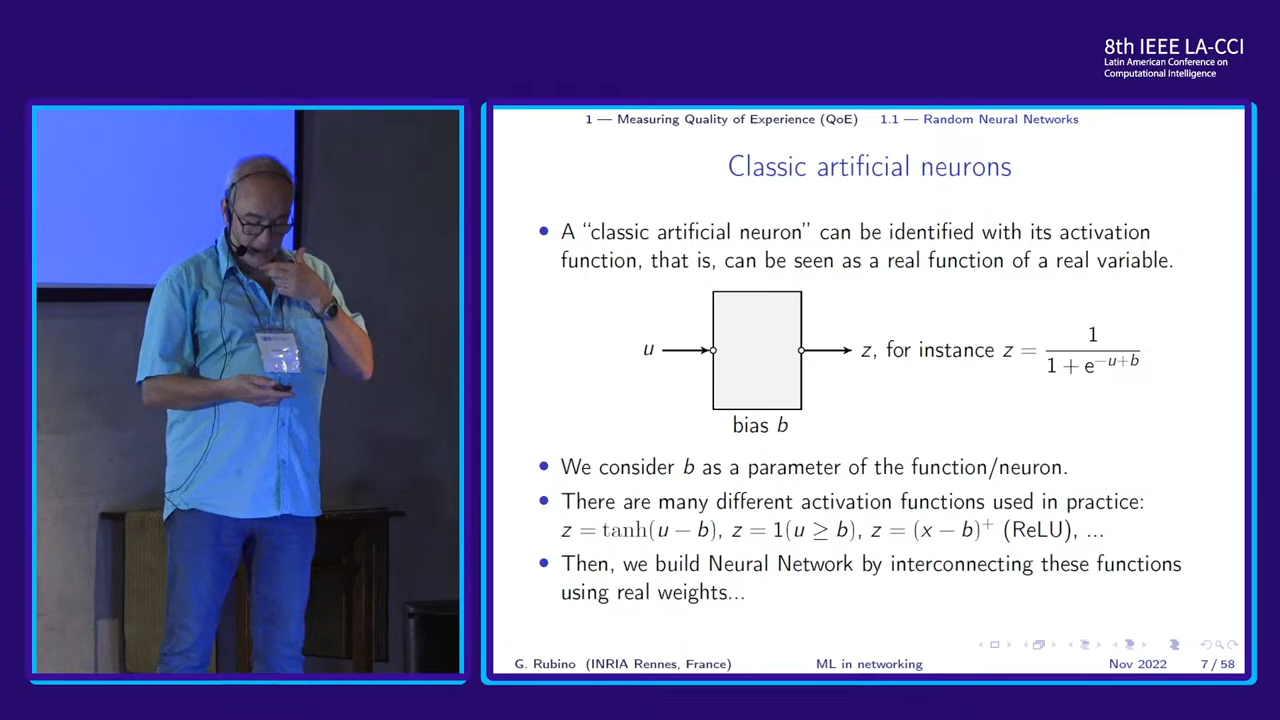 8th IEEE LA-CCI
Latin American Conference on
Computational Intelligence
1 — Measuring Quality of Experience (QoE) 1.1 — Random Neural Networks
Classic artificial neurons
• A “classic artificial neuron” can be identified with its activation
function, that is, can be seen as a real function of a real variable.
u z, for instance z = 1 / (1 + e^{−u+b})
bias b
• We consider b as a parameter of the function/neuron.
• There are many different activation functions used in practice:
z = tanh(u − b), z = 1(u ≥ b), z = (x − b)⁺ (ReLU), ...
• Then, we build Neural Network by interconnecting these functions
using real weights...
G. Rubino (INRIA Rennes, France) ML in networking Nov 2022 7 / 58